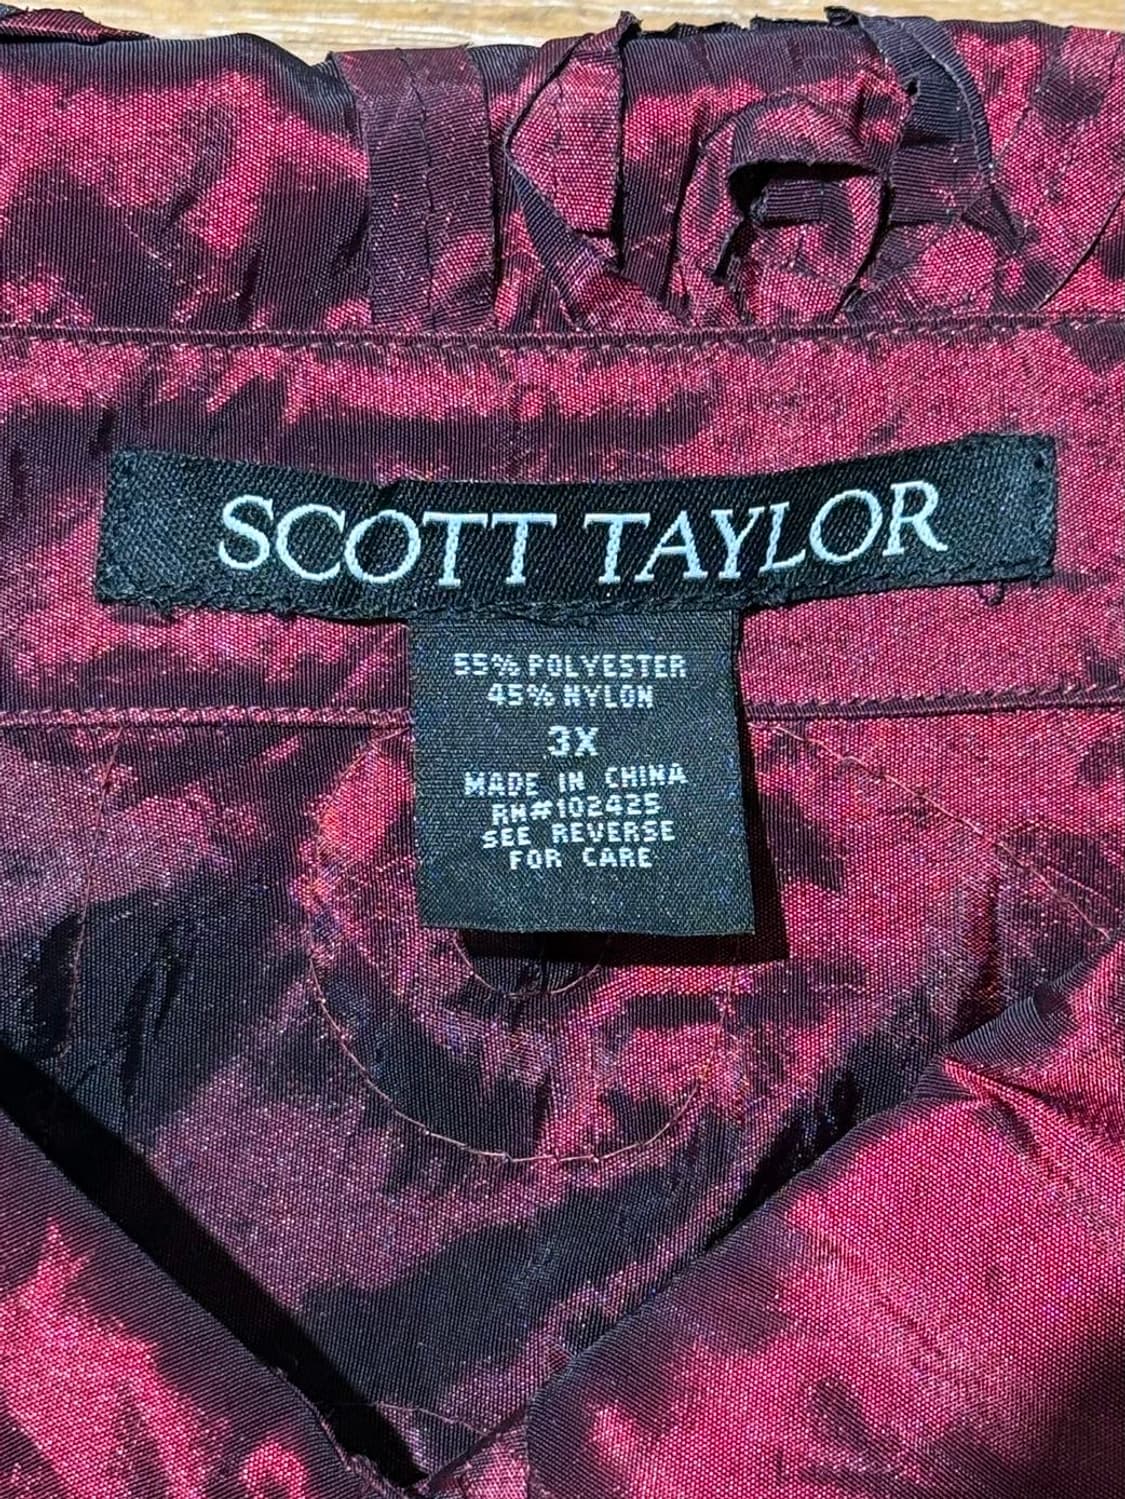 SCOTT TAYLOR
55% POLYESTER
45% NYLON
3X
MADE IN CHINA
RN#102425
SEE REVERSE
FOR CARE